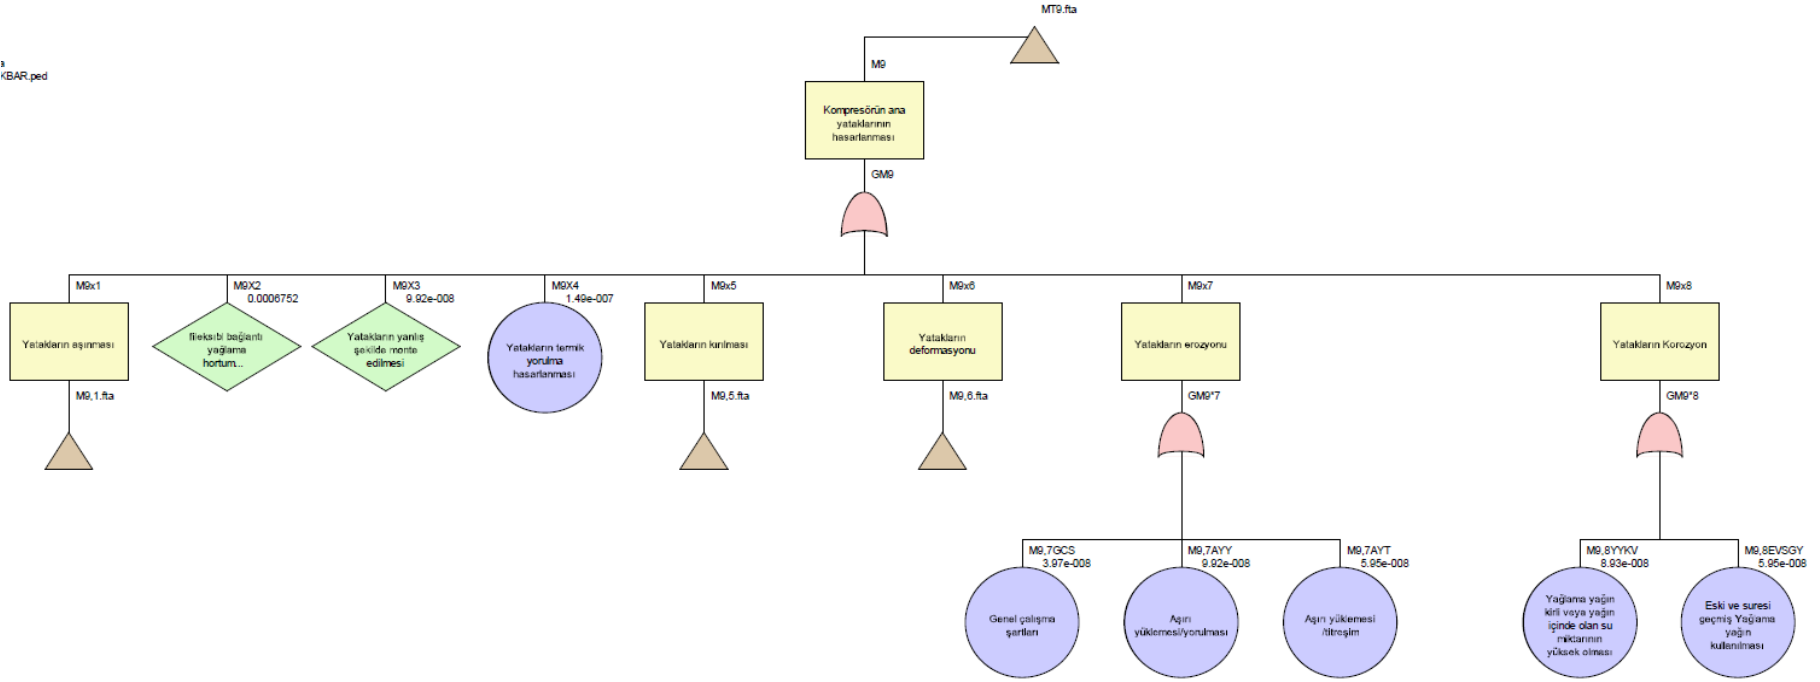 MT9.fta
a
KBAR.ped
M9
Kompresörün ana
yataklarının
hasarlanması
GM9
M9x1
Yatakların aşınması
M9,1.fta
M9X2
0.0006752
fileksibl bağlantı
yağlama
hortum...
M9X3
9.92e-008
Yatakların yanlış
şekilde monte
edilmesi
M9X4
1.49e-007
Yatakların termik
yorulma
hasarlanması
M9x5
Yatakların kırılması
M9,5.fta
M9x6
Yatakların
deformasyonu
M9,6.fta
M9x7
Yatakların erozyonu
GM9*7
M9x8
Yatakların Korozyon
GM9*8
M9,7GCS
3.97e-008
Genel çalışma
şartları
M9,7AYY
9.92e-008
Aşırı
yüklemesi/yorulması
M9,7AYT
5.95e-008
Aşırı yüklemesi
/titreşim
M9,8YYKV
8.93e-008
Yağlama yağın
kirli veya yağın
içinde olan su
miktarının
yüksek olması
M9,8EVSGY
5.95e-008
Eski ve suresi
geçmiş Yağlama
yağın
kullanılması